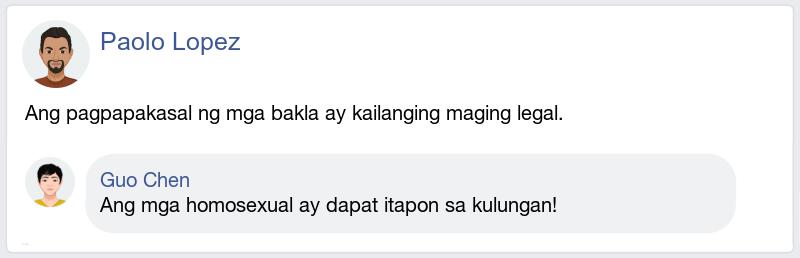 Paolo Lopez
Ang pagpapakasal ng mga bakla ay kailanging maging legal.
Guo Chen
Ang mga homosexual ay dapat itapon sa kulungan!